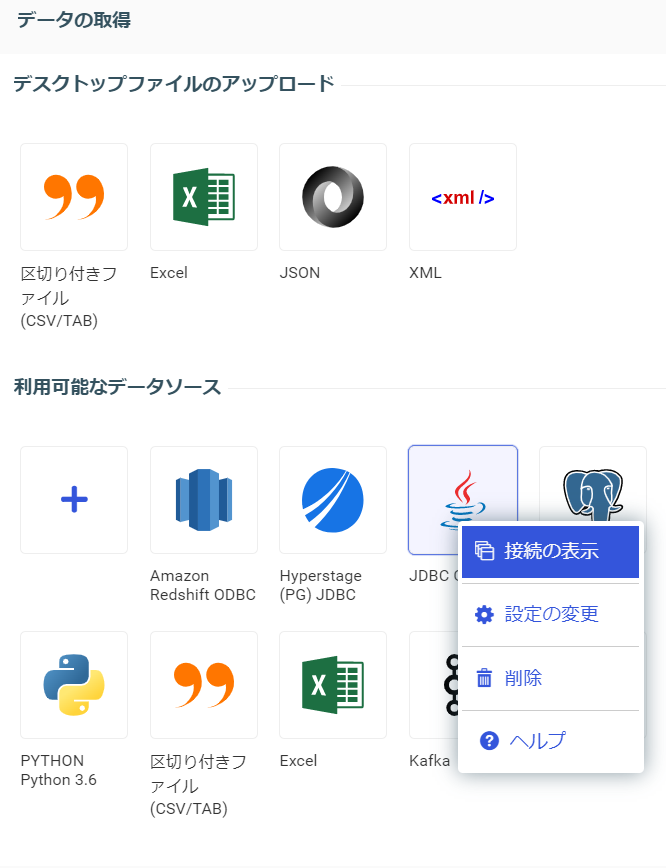 データの取得
デスクトップファイルのアップロード
X
<xml />
区切り付きフ
ァイル
(CSV/TAB)
Excel
JSON
XML
利用可能なデータソース
Amazon
Redshift ODBC
Hyperstage
(PG) JDBC
JDBC
接続の表示
設定の変更
削除
ヘルプ
X
PYTHON
Python 3.6
区切り付きフ
ァイル
(CSV/TAB)
Excel
Kafka